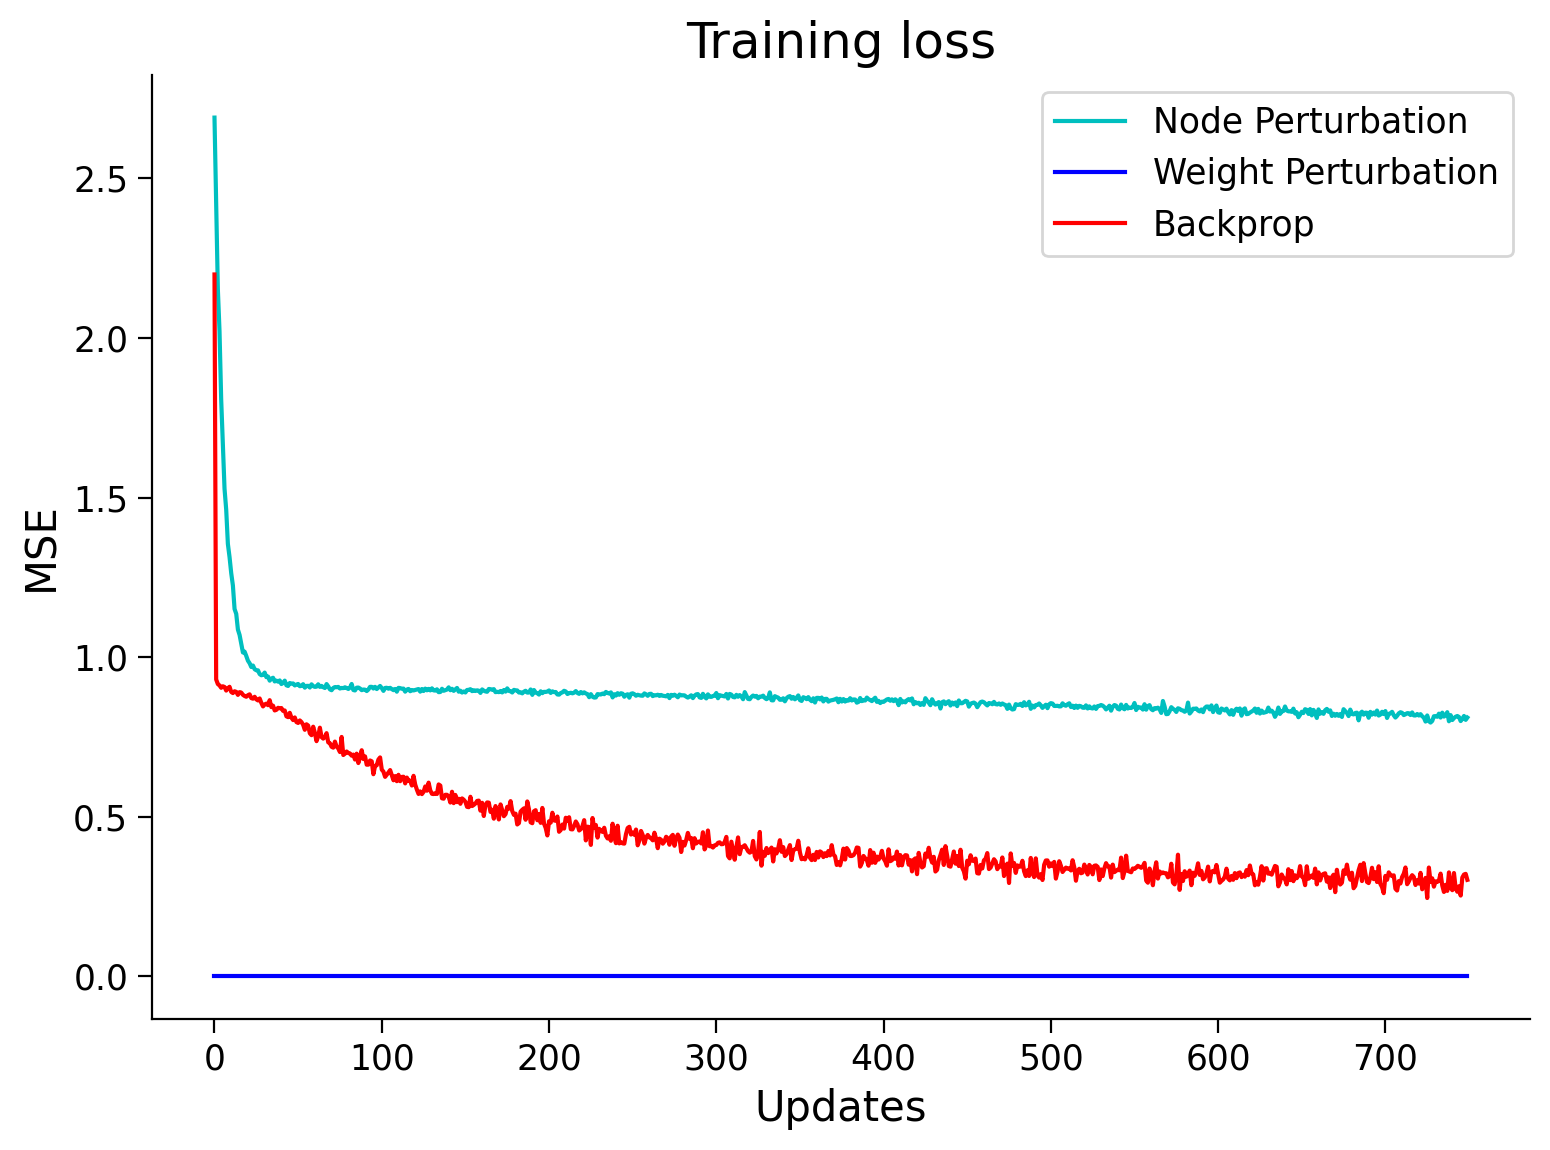 Training loss
Node Perturbation
Weight Perturbation
Backprop
MSE
2.5
2.0
1.5
1.0
0.5
0.0
0 100 200 300 400 500 600 700
Updates